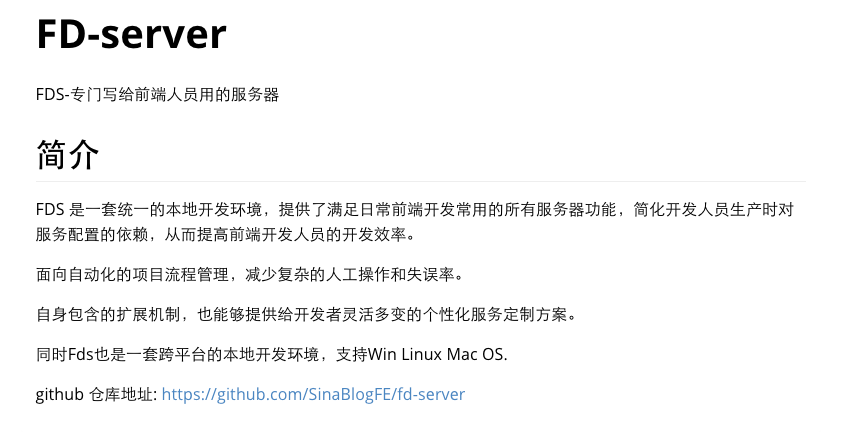 FD-server
FDS-专门写给前端人员用的服务器
简介
FDS 是一套统一的本地开发环境，提供了满足日常前端开发常用的所有服务器功能，简化开发人员生产时对
服务配置的依赖，从而提高前端开发人员的开发效率。
面向自动化的项目流程管理，减少复杂的人工操作和失误率。
自身包含的扩展机制，也能够提供给开发者灵活多变的个性化服务定制方案。
同时Fds也是一套跨平台的本地开发环境，支持Win Linux Mac OS.
github 仓库地址: https://github.com/SinaBlogFE/fd-server